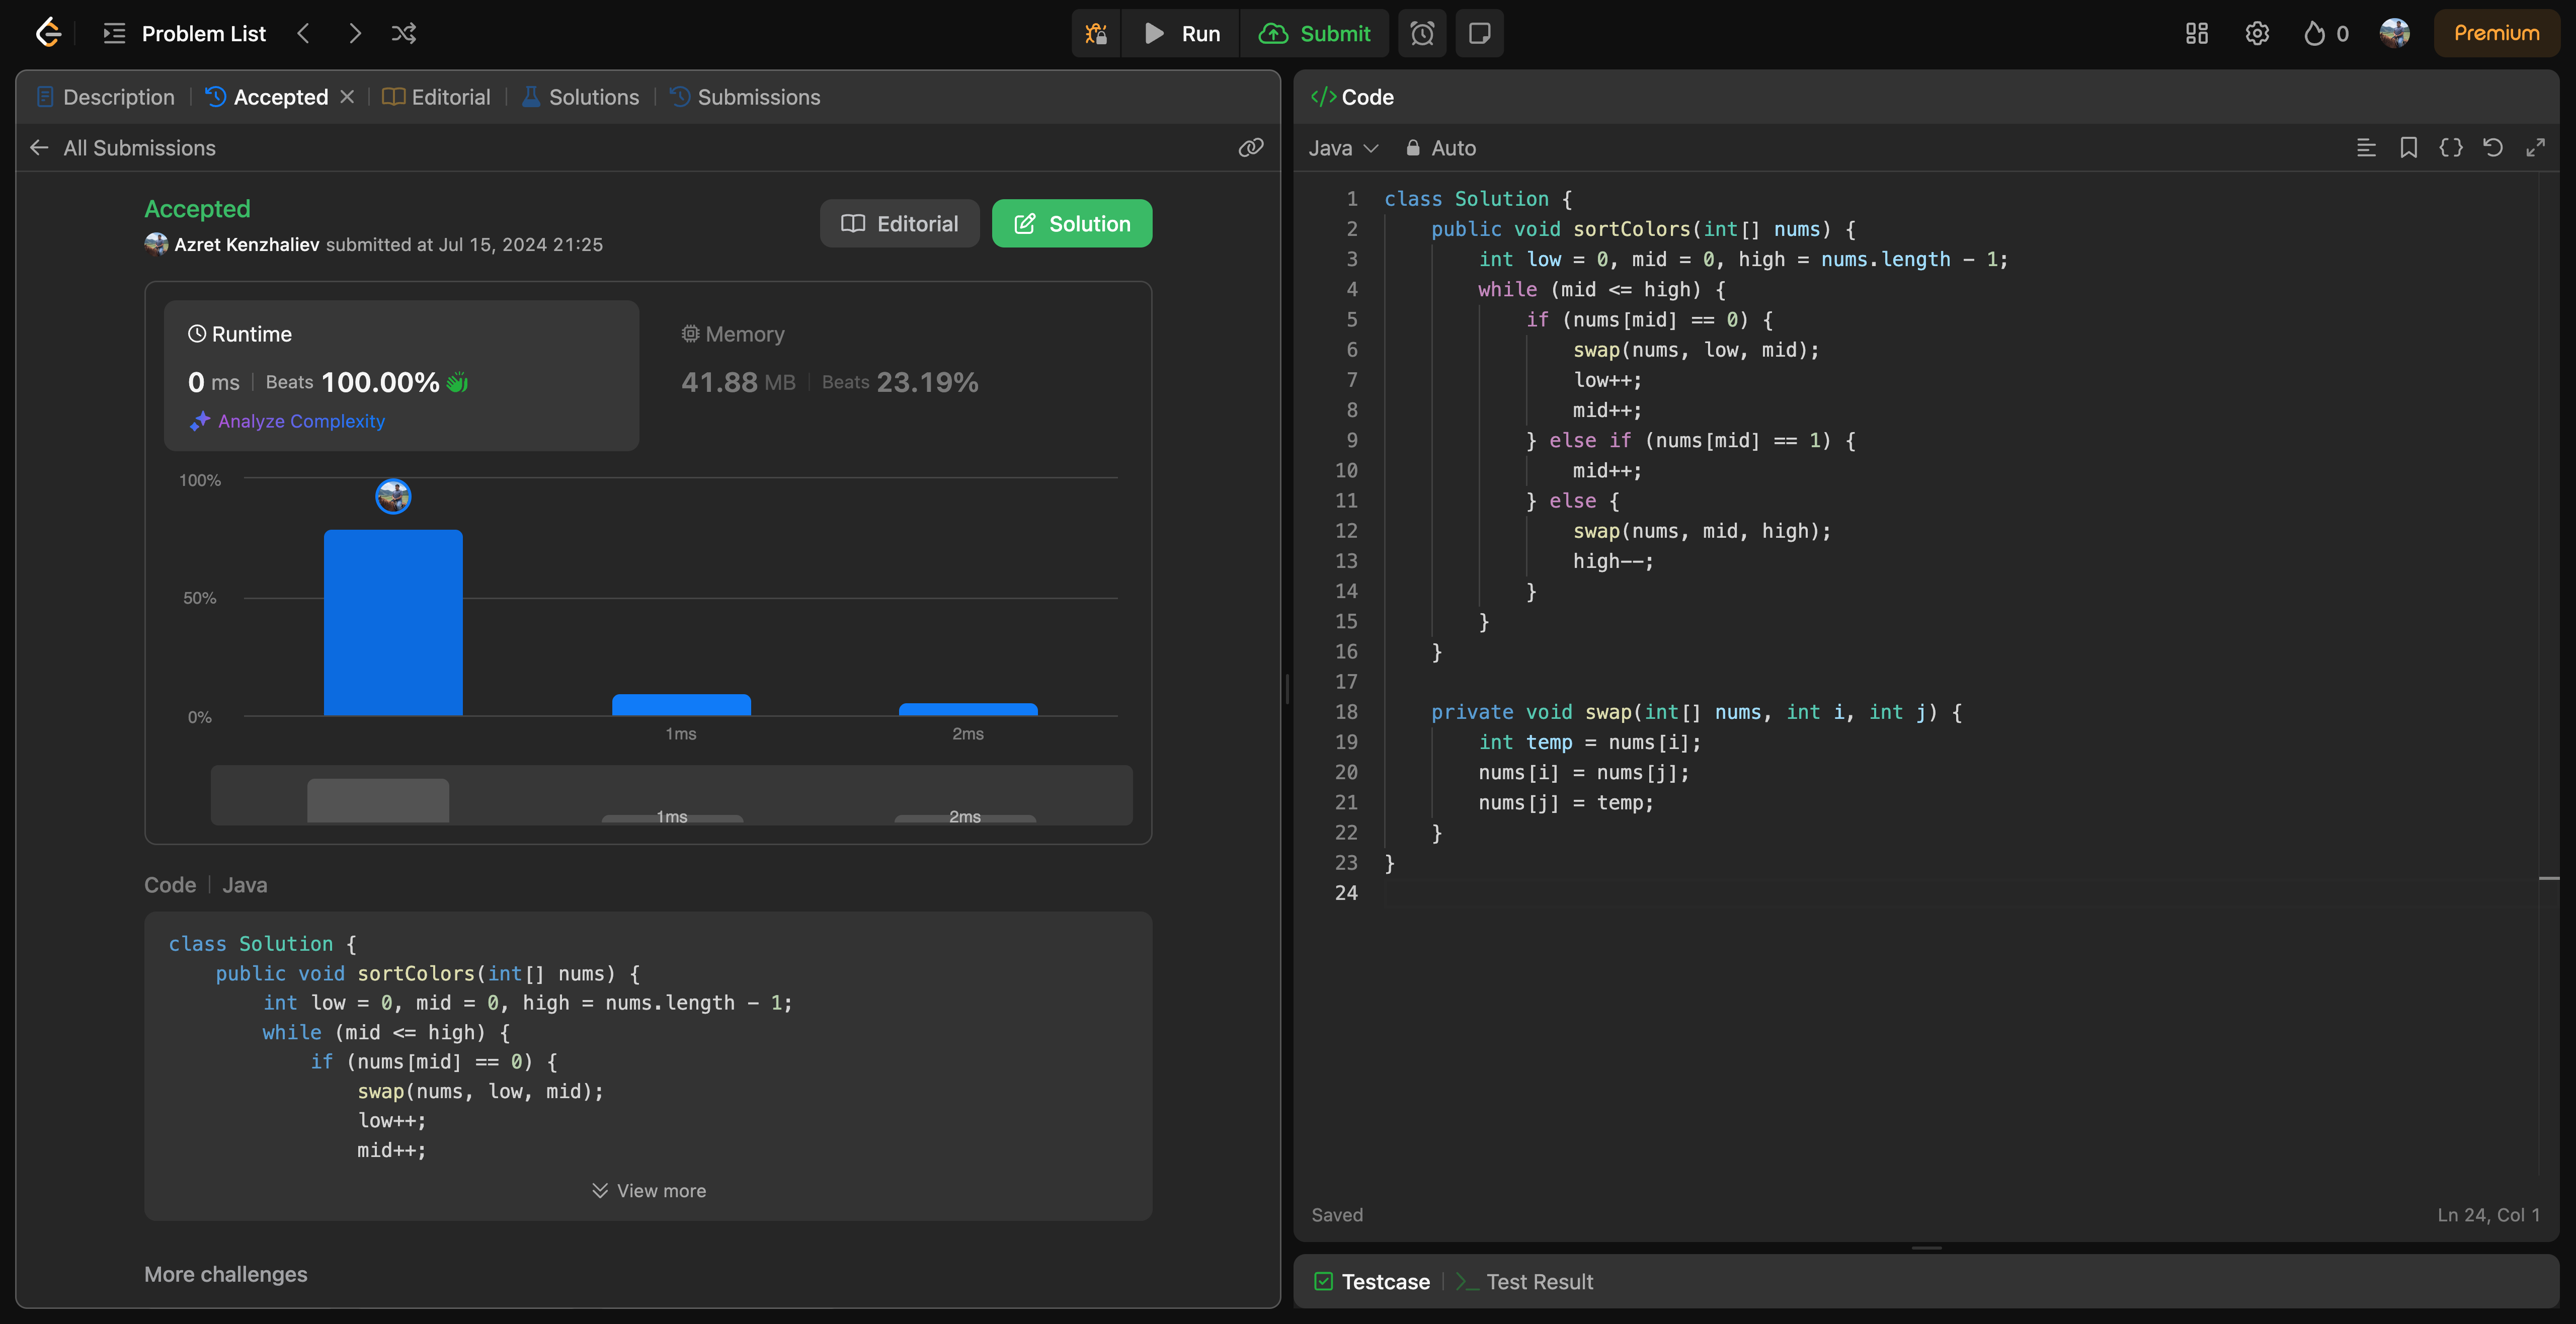 Problem List
Run
Submit
0
Premium
Description
Accepted
Editorial
Solutions
Submissions
All Submissions
Accepted
Azret Kenzhaliev submitted at Jul 15, 2024 21:25
Editorial
Solution
Runtime
0 ms
Beats 100.00%
Analyze Complexity
Memory
41.88 MB
Beats 23.19%
100%
50%
0%
1ms
2ms
1ms
2ms
Code
Java
class Solution {
    public void sortColors(int[] nums) {
        int low = 0, mid = 0, high = nums.length - 1;
        while (mid <= high) {
            if (nums[mid] == 0) {
                swap(nums, low, mid);
                low++;
                mid++;
View more
More challenges
</> Code
Java
Auto
1 class Solution {
2     public void sortColors(int[] nums) {
3         int low = 0, mid = 0, high = nums.length - 1;
4         while (mid <= high) {
5             if (nums[mid] == 0) {
6                 swap(nums, low, mid);
7                 low++;
8                 mid++;
9             } else if (nums[mid] == 1) {
10                 mid++;
11             } else {
12                 swap(nums, mid, high);
13                 high--;
14             }
15         }
16     }
17
18     private void swap(int[] nums, int i, int j) {
19         int temp = nums[i];
20         nums[i] = nums[j];
21         nums[j] = temp;
22     }
23 }
24
Saved
Ln 24, Col 1
Testcase
Test Result